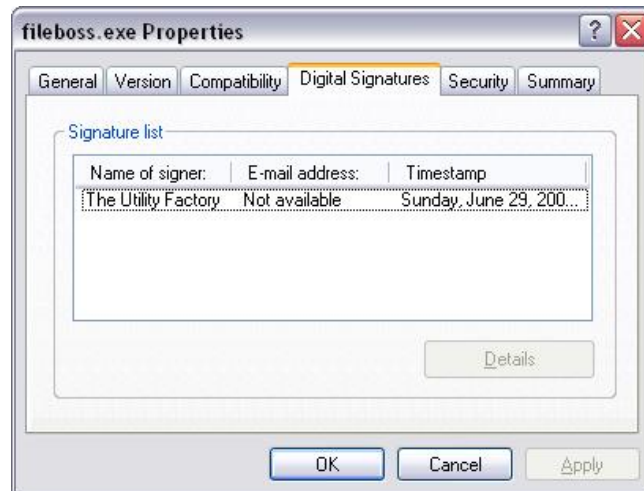 fileboss.exe Properties
General Version Compatibility Digital Signatures Security Summary
Signature list
Name of signer: E-mail address: Timestamp
The Utility Factory Not available Sunday, June 29, 200...
Details
OK Cancel Apply